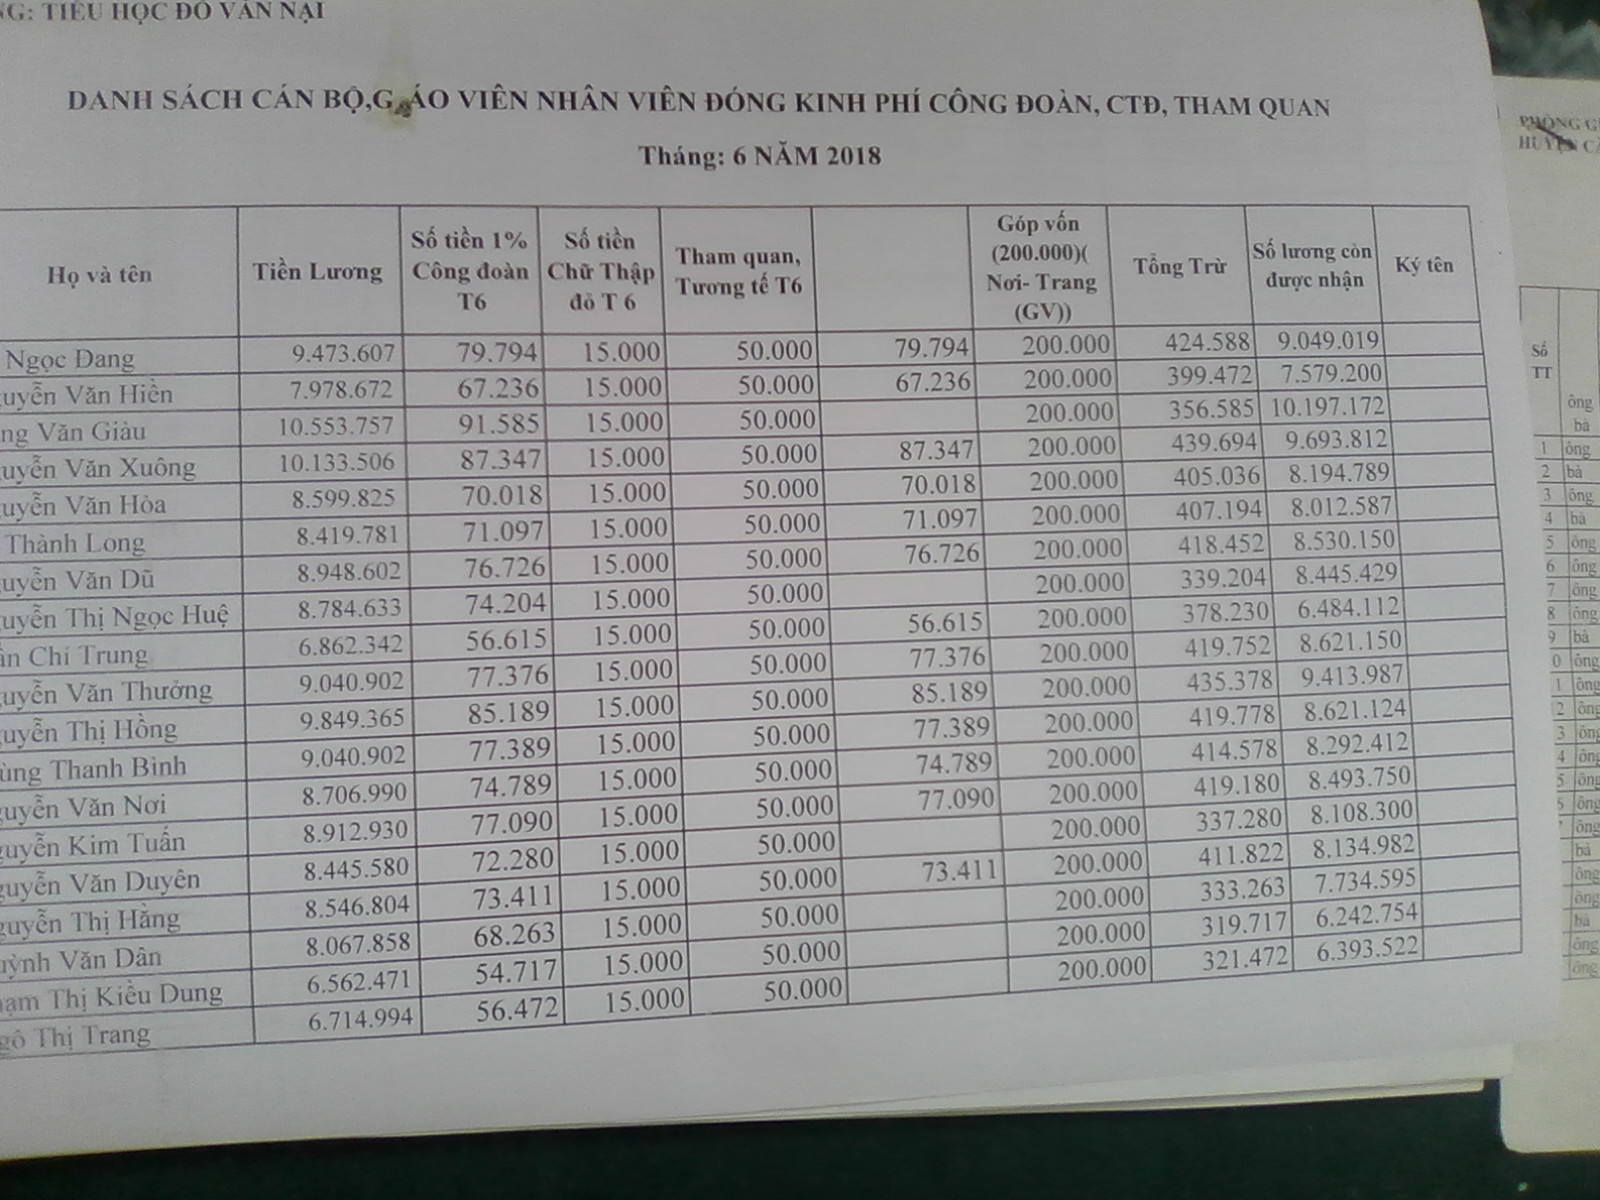 NG: TIỂU HỌC ĐỖ VĂN NẠI
DANH SÁCH CÁN BỘ,G ÁO VIÊN NHÂN VIÊN ĐÓNG KINH PHÍ CÔNG ĐOÀN, CTĐ, THAM QUAN
Tháng: 6 NĂM 2018
Họ và tên Tiền Lương Số tiền 1% Công đoàn T6 Số tiền Chữ Thập đỏ T 6 Tham quan, Tương tế T6 Góp vốn (200.000)( Nơi- Trang (GV)) Tổng Trừ Số lương còn được nhận Ký tên
Ngọc Đang 9.473.607 79.794 15.000 50.000 79.794 200.000 424.588 9.049.019
uyễn Văn Hiền 7.978.672 67.236 15.000 50.000 67.236 200.000 399.472 7.579.200
ng Văn Giàu 10.553.757 91.585 15.000 50.000 200.000 356.585 10.197.172
uyễn Văn Xuông 10.133.506 87.347 15.000 50.000 87.347 200.000 439.694 9.693.812
uyễn Văn Hòa 8.599.825 70.018 15.000 50.000 70.018 200.000 405.036 8.194.789
Thành Long 8.419.781 71.097 15.000 50.000 71.097 200.000 407.194 8.012.587
uyễn Văn Dũ 8.948.602 76.726 15.000 50.000 76.726 200.000 418.452 8.530.150
uyễn Thị Ngọc Huệ 8.784.633 74.204 15.000 50.000 200.000 339.204 8.445.429
ần Chí Trung 6.862.342 56.615 15.000 50.000 56.615 200.000 378.230 6.484.112
uyễn Văn Thưởng 9.040.902 77.376 15.000 50.000 77.376 200.000 419.752 8.621.150
uyễn Thị Hồng 9.849.365 85.189 15.000 50.000 85.189 200.000 435.378 9.413.987
ùng Thanh Bình 9.040.902 77.389 15.000 50.000 77.389 200.000 419.778 8.621.124
guyễn Văn Nơi 8.706.990 74.789 15.000 50.000 74.789 200.000 414.578 8.292.412
guyễn Kim Tuấn 8.912.930 77.090 15.000 50.000 77.090 200.000 419.180 8.493.750
guyễn Văn Duyên 8.445.580 72.280 15.000 50.000 200.000 337.280 8.108.300
guyễn Thị Hằng 8.546.804 73.411 15.000 50.000 73.411 200.000 411.822 8.134.982
uỳnh Văn Dân 8.067.858 68.263 15.000 50.000 200.000 333.263 7.734.595
hạm Thị Kiều Dung 6.562.471 54.717 15.000 50.000 200.000 319.717 6.242.754
gô Thị Trang 6.714.994 56.472 15.000 50.000 200.000 321.472 6.393.522
PHÒNG G
HUYỆN C
Số TT ông bà
1 ông
2 bà
3 ông
4 bà
5 ông
6 ông
7 ông
8 ông
9 bà
0 ông
1 ông
2 ông
3 ông
4 ông
5 ông
ông
ông
bà
ông
ông
bà
ông
ông